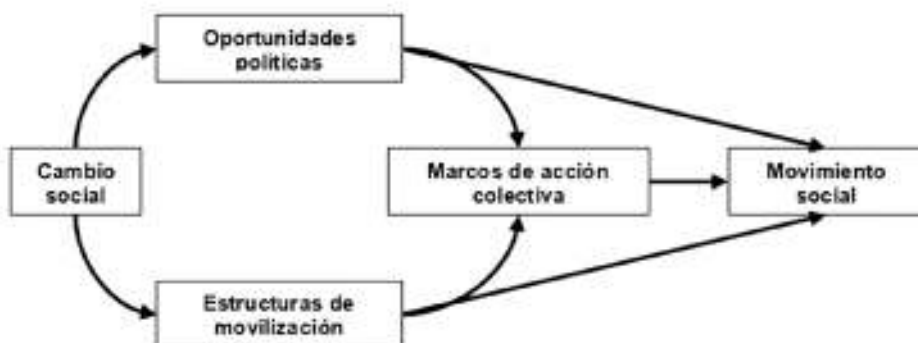 Oportunidades
políticas
Cambio
social
Marcos de acción
colectiva
Movimiento
social
Estructuras de
movilización